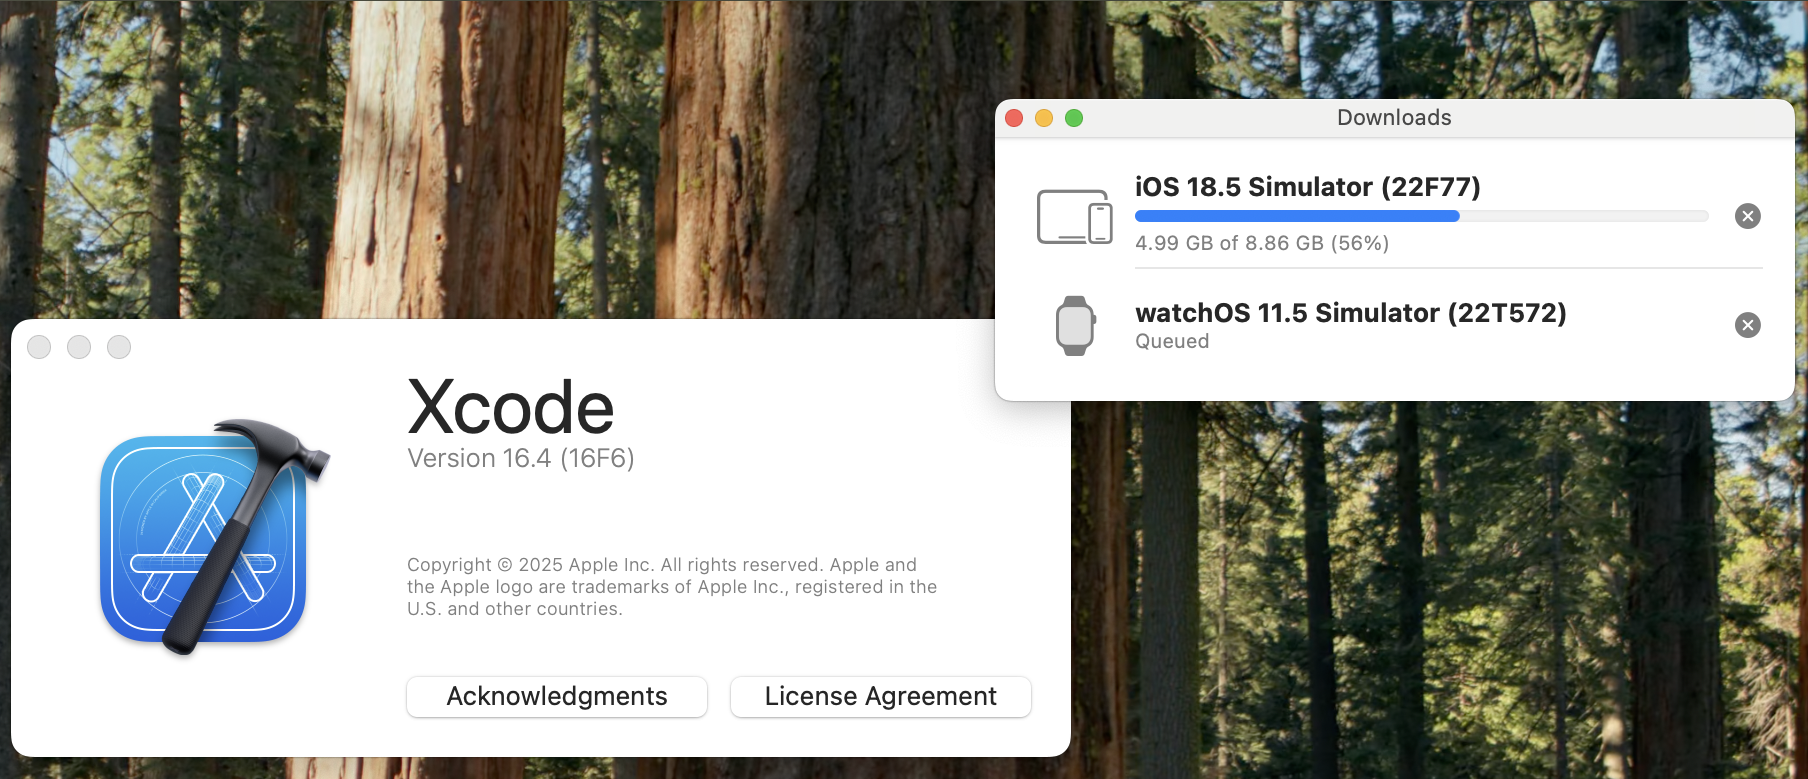 Downloads
iOS 18.5 Simulator (22F77)
4.99 GB of 8.86 GB (56%)
watchOS 11.5 Simulator (22T572)
Queued
Xcode
Version 16.4 (16F6)
Copyright © 2025 Apple Inc. All rights reserved. Apple and
the Apple logo are trademarks of Apple Inc., registered in the
U.S. and other countries.
Acknowledgments
License Agreement